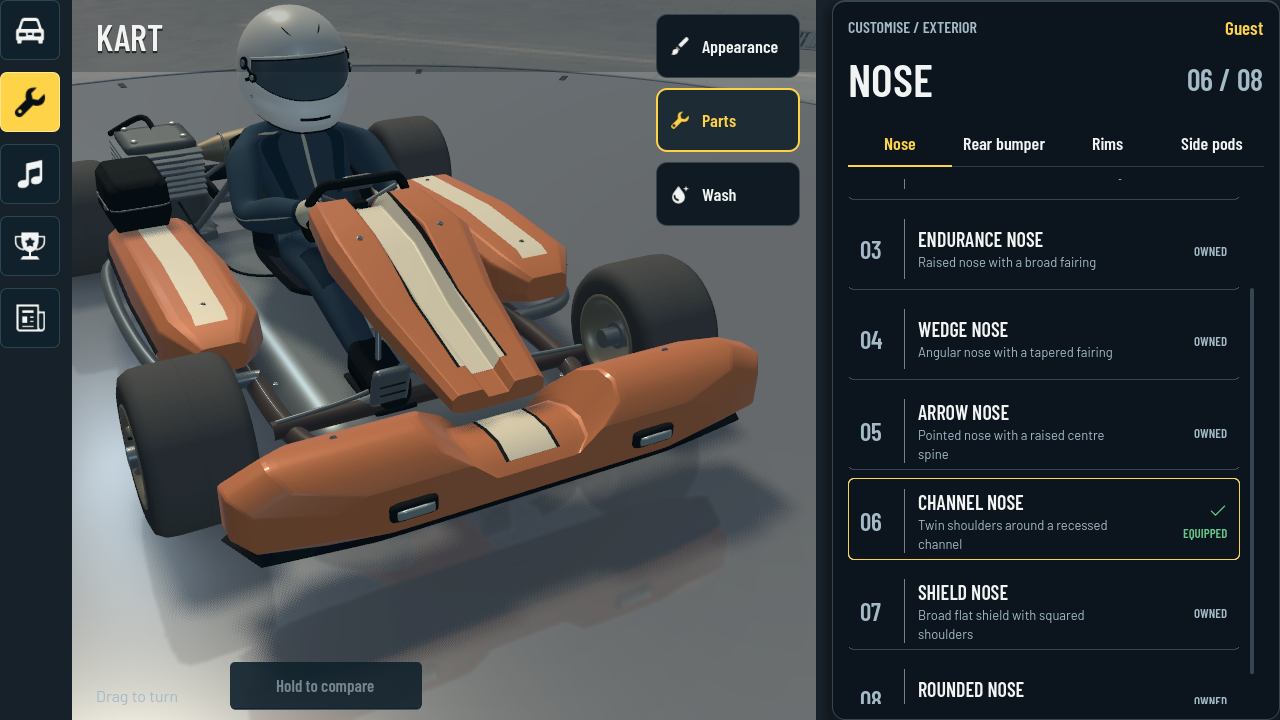 KART
Appearance
Parts
Wash
Drag to turn
Hold to compare
CUSTOMISE / EXTERIOR
Guest
NOSE
06 / 08
Nose
Rear bumper
Rims
Side pods
03
ENDURANCE NOSE
Raised nose with a broad fairing
OWNED
04
WEDGE NOSE
Angular nose with a tapered fairing
OWNED
05
ARROW NOSE
Pointed nose with a raised centre
spine
OWNED
06
CHANNEL NOSE
Twin shoulders around a recessed
channel
EQUIPPED
07
SHIELD NOSE
Broad flat shield with squared
shoulders
OWNED
08
ROUNDED NOSE
OWNED